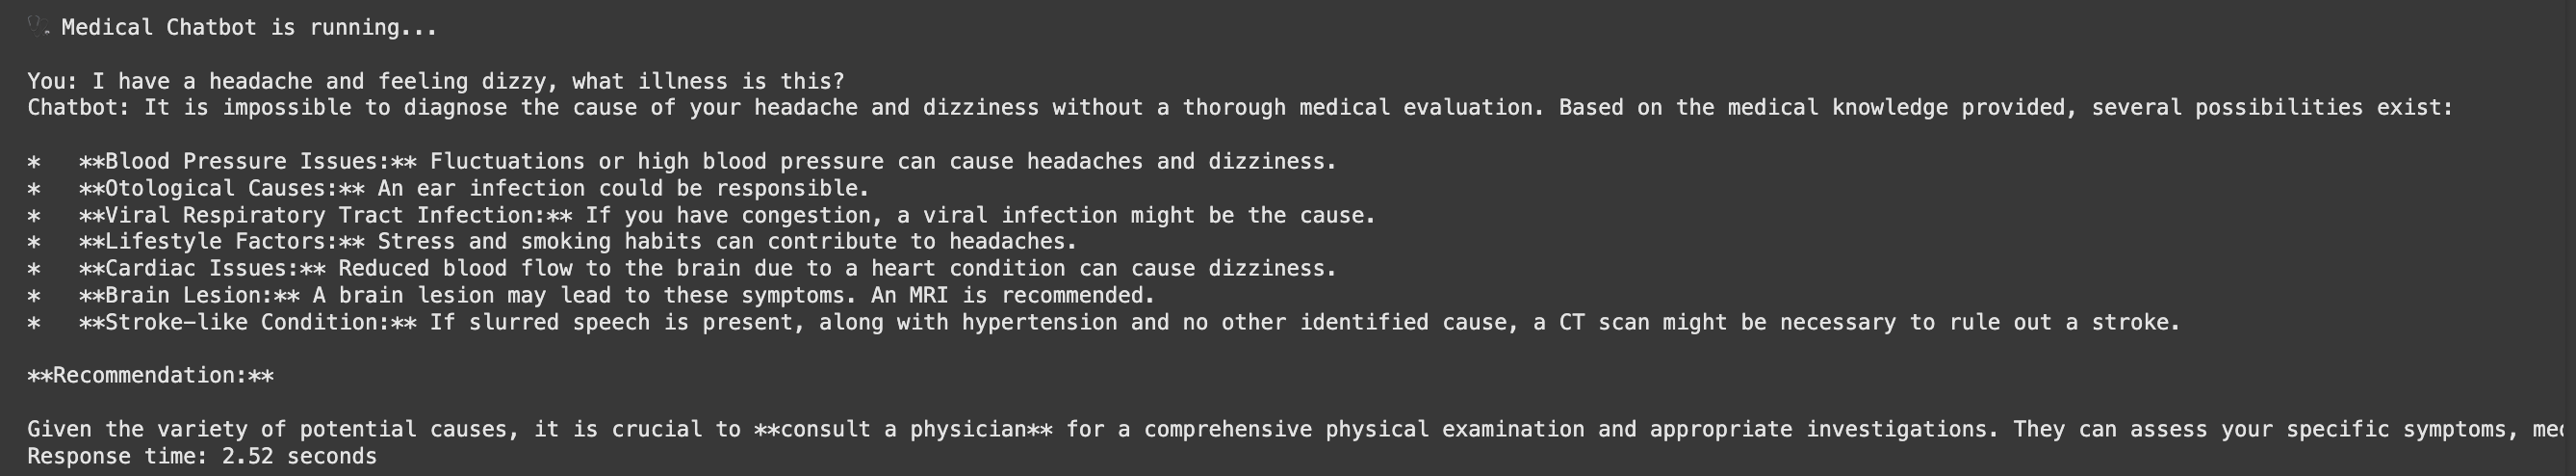 🩺 Medical Chatbot is running...
You: I have a headache and feeling dizzy, what illness is this?
Chatbot: It is impossible to diagnose the cause of your headache and dizziness without a thorough medical evaluation. Based on the medical knowledge provided, several possibilities exist:
*   **Blood Pressure Issues:** Fluctuations or high blood pressure can cause headaches and dizziness.
*   **Otological Causes:** An ear infection could be responsible.
*   **Viral Respiratory Tract Infection:** If you have congestion, a viral infection might be the cause.
*   **Lifestyle Factors:** Stress and smoking habits can contribute to headaches.
*   **Cardiac Issues:** Reduced blood flow to the brain due to a heart condition can cause dizziness.
*   **Brain Lesion:** A brain lesion may lead to these symptoms. An MRI is recommended.
*   **Stroke-like Condition:** If slurred speech is present, along with hypertension and no other identified cause, a CT scan might be necessary to rule out a stroke.
**Recommendation:**
Given the variety of potential causes, it is crucial to **consult a physician** for a comprehensive physical examination and appropriate investigations. They can assess your specific symptoms,
Response time: 2.52 seconds